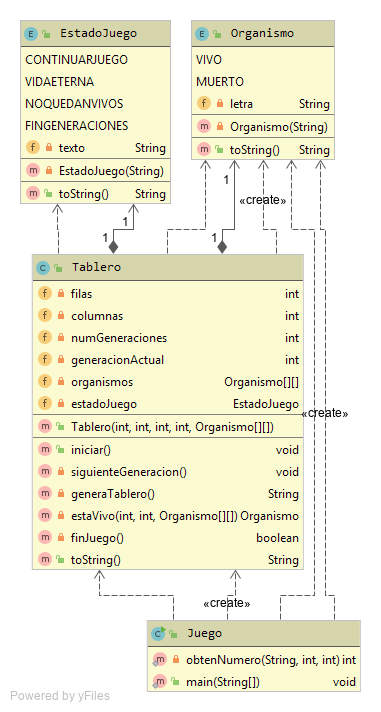 EstadoJuego
CONTINUARJUEGO
VIDAETERNA
NOQUEDANVIVOS
FINGENERACIONES
f texto String
m EstadoJuego(String)
m toString() String
E Organismo
VIVO
MUERTO
f letra String
m Organismo(String)
m toString() String
1
1
«create»
1
1
C Tablero
f filas int
f columnas int
f numGeneraciones int
f generacionActual int
f organismos Organismo[][]
f estadoJuego EstadoJuego
m Tablero(int, int, int, int, Organismo[][])
m iniciar() void
m siguienteGeneracion() void
m generaTablero() String
m estaVivo(int, int, Organismo[][]) Organismo
m finJuego() boolean
m toString() String
«create»
«create»
C Juego
m obtenNumero(String, int, int) int
m main(String[]) void
Powered by yFiles